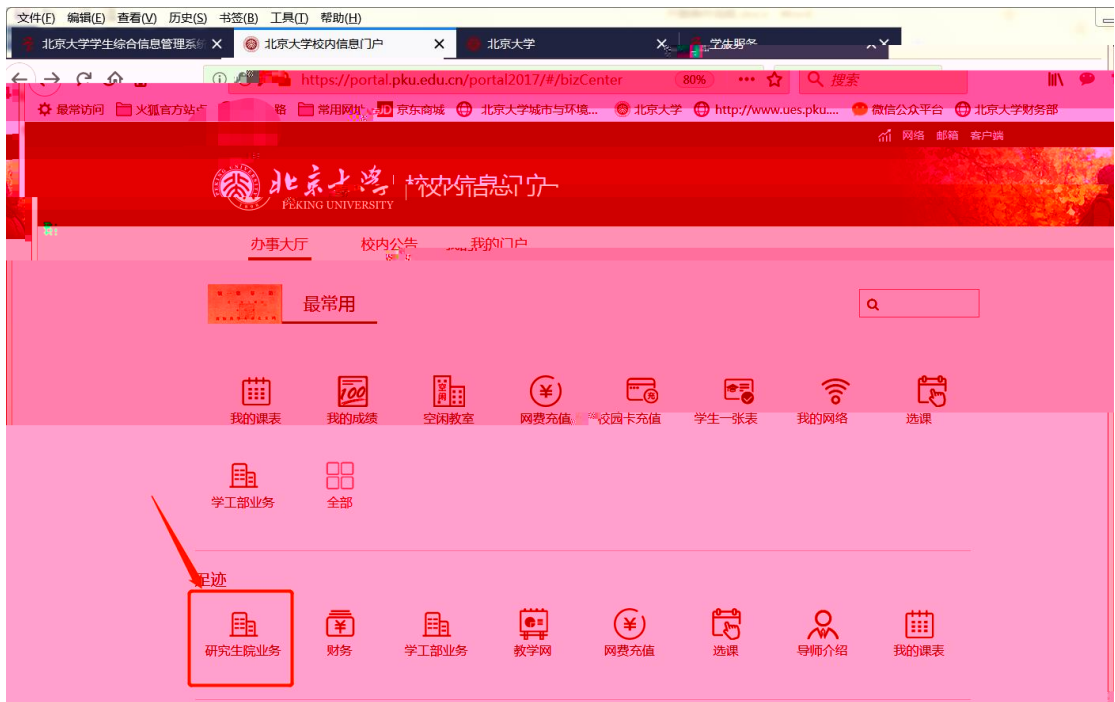 文件(F) 编辑(E) 查看(V) 历史(S) 书签(B) 工具(T) 帮助(H)
北京大学学生综合信息管理系统 北京大学校内信息门户 北京大学
https://portal.pku.edu.cn/portal2017/#/bizCenter 80% 搜索
最常访问 火狐官方站点 常用网址 JD 京东商城 北京大学城市与环境... 北京大学 http://www.ues.pku.... 微信公众平台 北京大学财务部
网络 邮箱 客户端
北京大学 校内信息门户
PEKING UNIVERSITY
办事大厅 校内公告 我的门户
最常用
我的课表 我的成绩 空闲教室 网费充值 校园卡充值 学生一张表 我的网络 选课
学工部业务 全部
足迹
研究生院业务 财务 学工部业务 教学网 网费充值 选课 导师介绍 我的课表